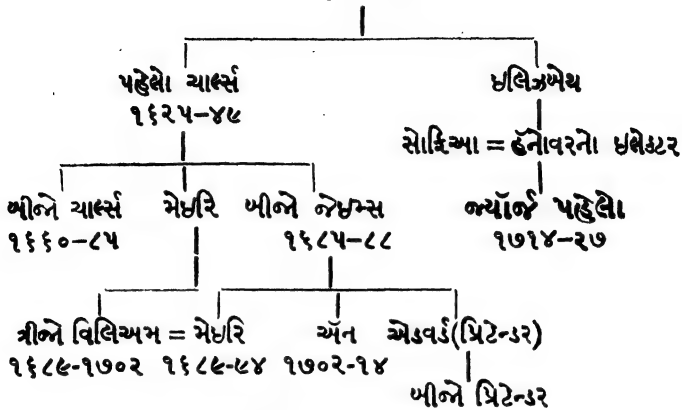 પહેલો ચાર્લ્સ ઇલિઝબેથ
૧૬૨૫–૪૯
સોફિઆ = હૅનોવરનો ઇલેક્ટર
બીજો ચાર્લ્સ મેઇરિ બીજો જેઇમ્સ જ્યૉર્જ પહેલો
૧૬૬૦–૮૫ ૧૬૮૫–૮૮ ૧૭૧૪–૨૭
ત્રીજો વિલિઅમ = મેઇરિ ઍન એડવર્ડ(પ્રિટેન્ડર)
૧૬૮૯-૧૭૦૨ ૧૬૮૯-૯૪ ૧૭૦૨-૧૪
બીજો પ્રિટેન્ડર